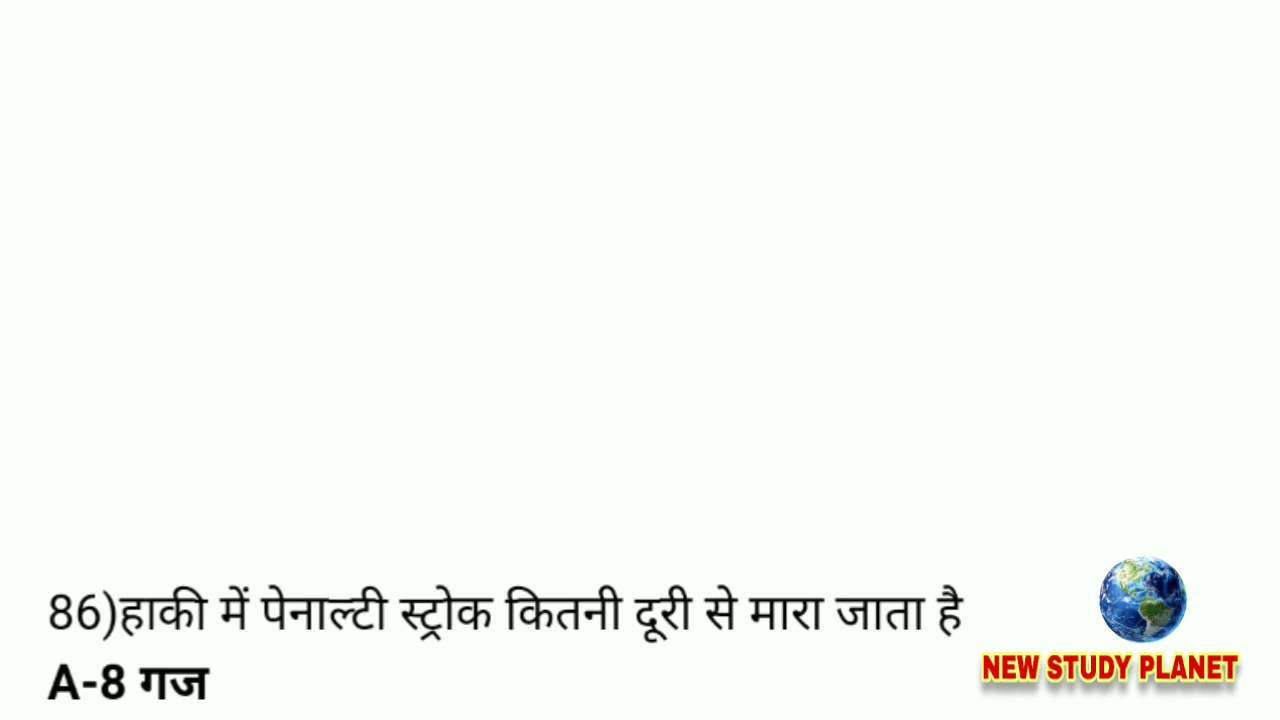 86)हाकी में पेनाल्टी स्ट्रोक कितनी दूरी से मारा जाता है
A-8 गज
NEW STUDY PLANET